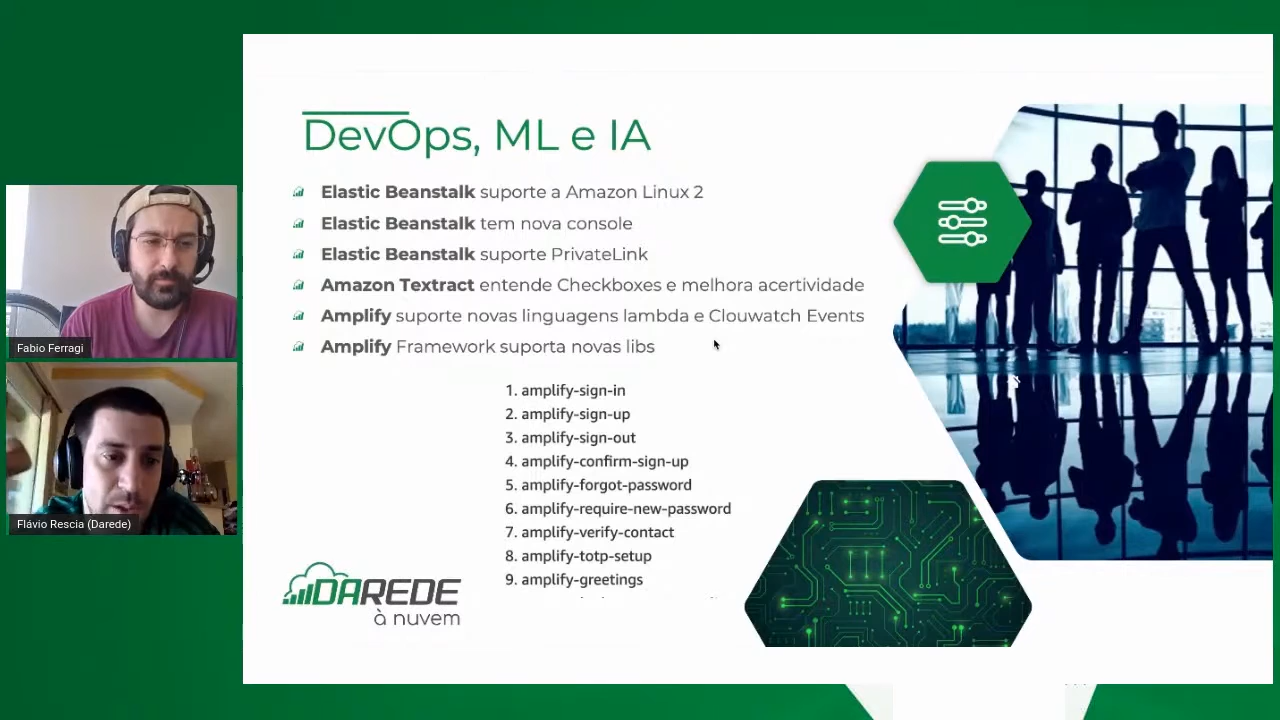 DevOps, ML e IA
Elastic Beanstalk suporte a Amazon Linux 2
Elastic Beanstalk tem nova console
Elastic Beanstalk suporte PrivateLink
Amazon Textract entende Checkboxes e melhora acertividade
Amplify suporte novas linguagens lambda e Clouwatch Events
Amplify Framework suporta novas libs
1. amplify-sign-in
2. amplify-sign-up
3. amplify-sign-out
4. amplify-confirm-sign-up
5. amplify-forgot-password
6. amplify-require-new-password
7. amplify-verify-contact
8. amplify-totp-setup
9. amplify-greetings
DAREDE
à nuvem
Fabio Ferragi
Flávio Rescia (Darede)